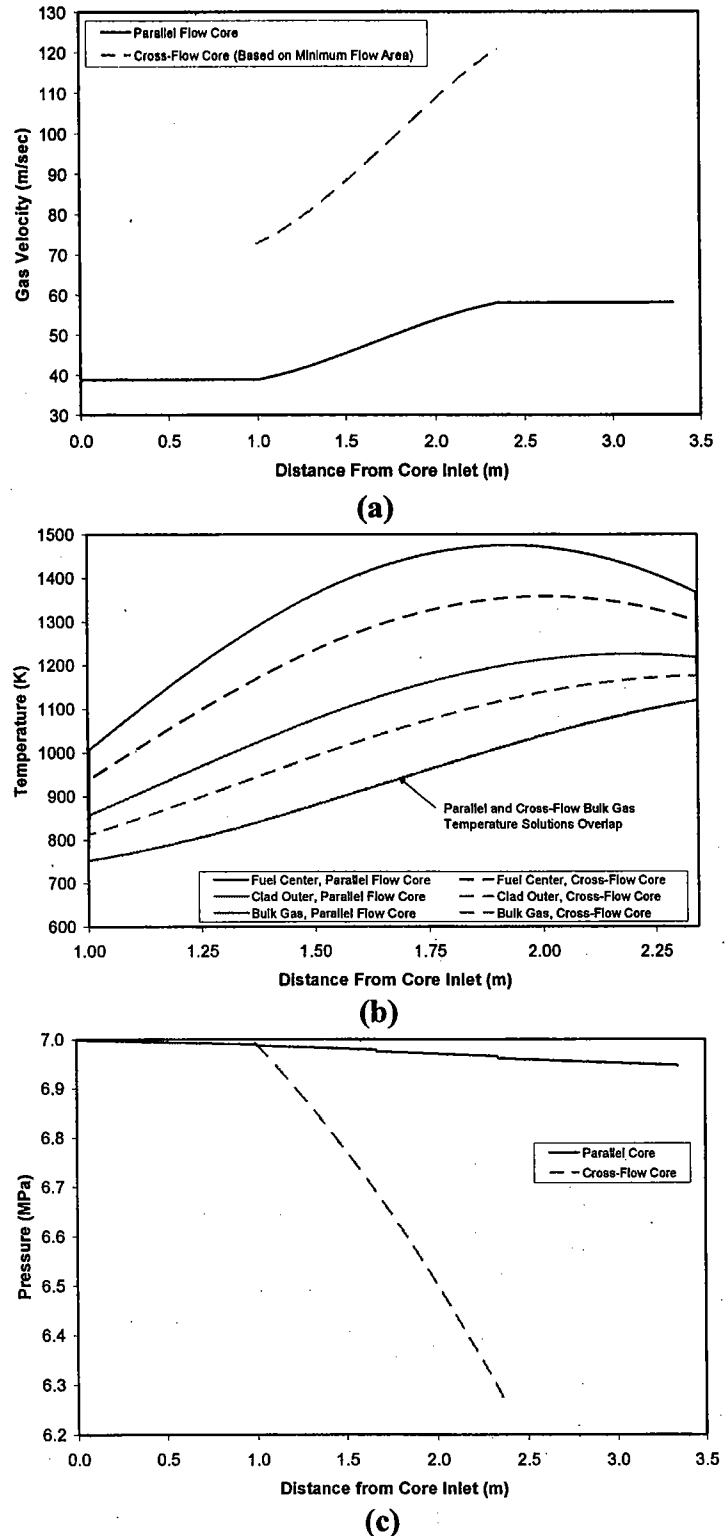 130
120
110
100
90
80
70
60
50
40
30
Gas Velocity (m/sec)
Parallel Flow Core
Cross-Flow Core (Based on Minimum Flow Area)
0.0 0.5 1.0 1.5 2.0 2.5 3.0 3.5
Distance From Core Inlet (m)
(a)
1500
1400
1300
1200
1100
1000
900
800
700
600
Temperature (K)
Parallel and Cross-Flow Bulk Gas
Temperature Solutions Overlap
Fuel Center, Parallel Flow Core Fuel Center, Cross-Flow Core
Clad Outer, Parallel Flow Core Clad Outer, Cross-Flow Core
Bulk Gas, Parallel Flow Core Bulk Gas, Cross-Flow Core
1.00 1.25 1.50 1.75 2.00 2.25
Distance From Core Inlet (m)
(b)
7.0
6.9
6.8
6.7
6.6
6.5
6.4
6.3
6.2
Pressure (MPa)
Parallel Core
Cross-Flow Core
0.0 0.5 1.0 1.5 2.0 2.5 3.0 3.5
Distance from Core Inlet (m)
(c)